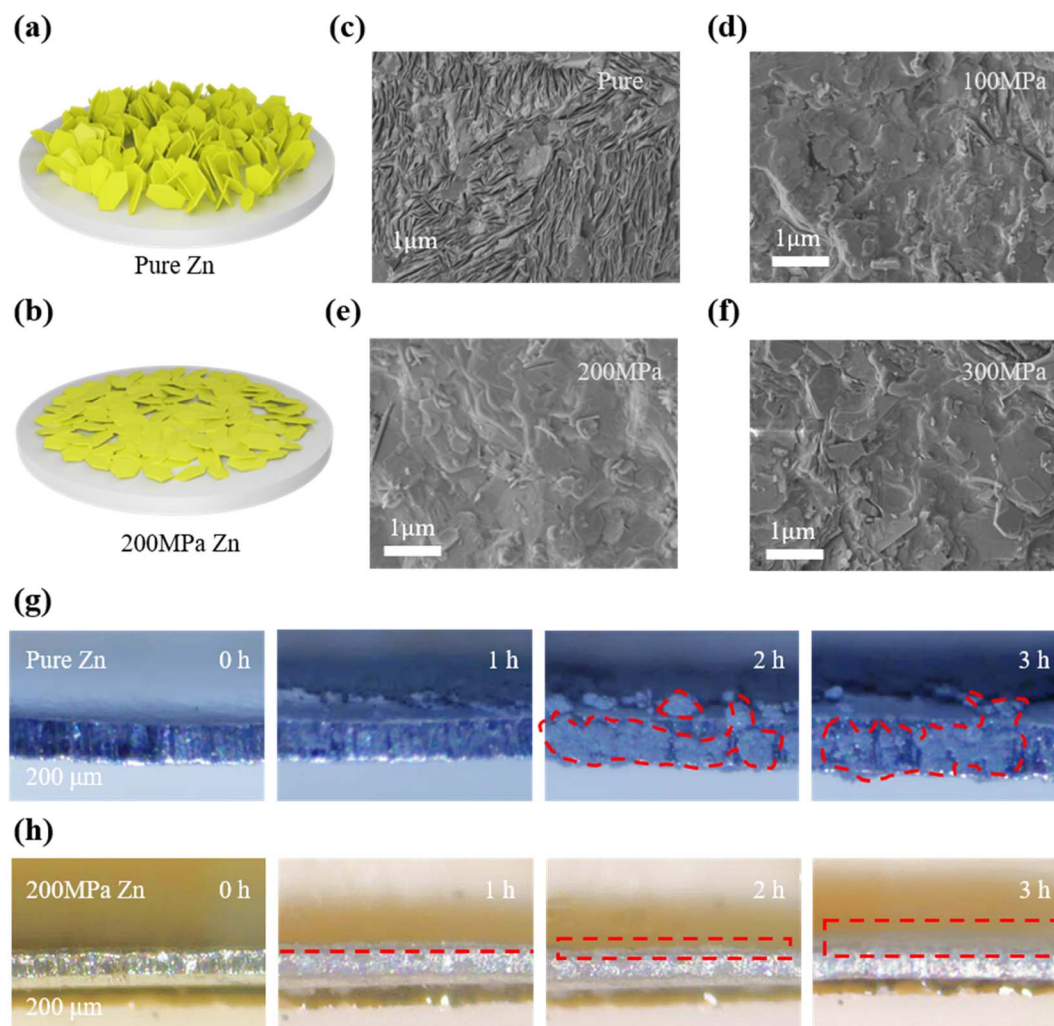 (a)
Pure Zn
(b)
200MPa Zn
(c)
Pure
1μm
(d)
100MPa
1μm
(e)
200MPa
1μm
(f)
300MPa
1μm
(g)
Pure Zn 0 h
200 μm
1 h
2 h
3 h
(h)
200MPa Zn 0 h
200 μm
1 h
2 h
3 h